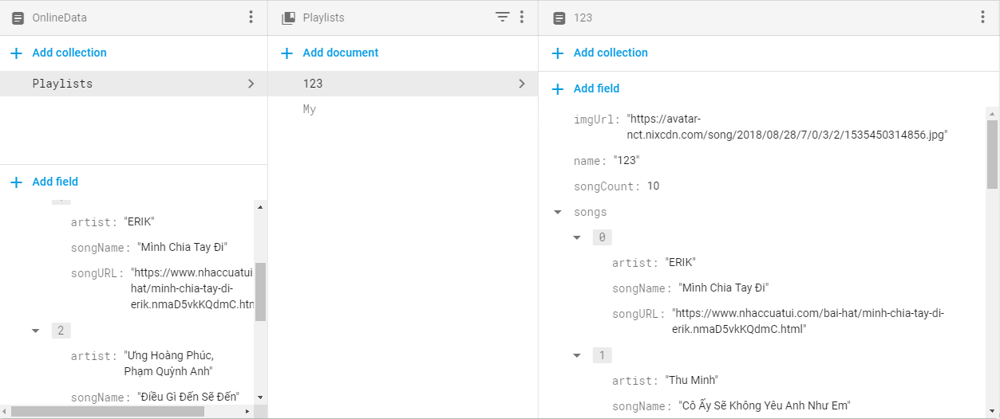 OnlineData
Add collection
Playlists
Add field
artist: "ERIK"
songName: "Mình Chia Tay Đi"
songURL: "https://www.nhaccuatui
hat/minh-chia-tay-di-
erik.nmaD5vkKQdmC.htm
2
artist: "Ưng Hoàng Phúc,
Phạm Quỳnh Anh"
songName: "Điều Gì Đến Sẽ Đến"
Playlists
Add document
123
My
123
Add collection
Add field
imgUrl: "https://avatar-
nct.nixcdn.com/song/2018/08/28/7/0/3/2/1535450314856.jpg"
name: "123"
songCount: 10
songs
0
artist: "ERIK"
songName: "Mình Chia Tay Đi"
songURL: "https://www.nhaccuatui.com/bai-hat/minh-chia-tay-di-
erik.nmaD5vkKQdmC.html"
1
artist: "Thu Minh"
songName: "Cô Ấy Sẽ Không Yêu Anh Như Em"